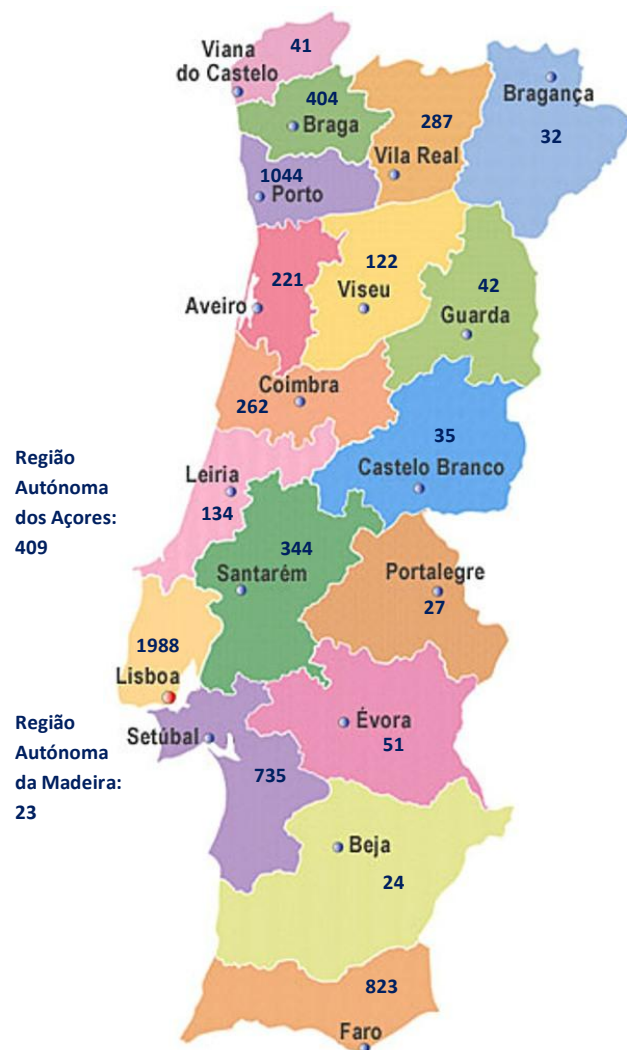 41
Viana
do Castelo
404
Braga
287
Vila Real
Bragança
32
1044
Porto
221
Aveiro
122
Viseu
42
Guarda
Coimbra
262
35
Castelo Branco
Região
Autónoma
dos Açores:
409
Leiria
134
344
Santarém
Portalegre
27
1988
Lisboa
Região
Autónoma
da Madeira:
23
Setúbal
735
Évora
51
Beja
24
823
Faro